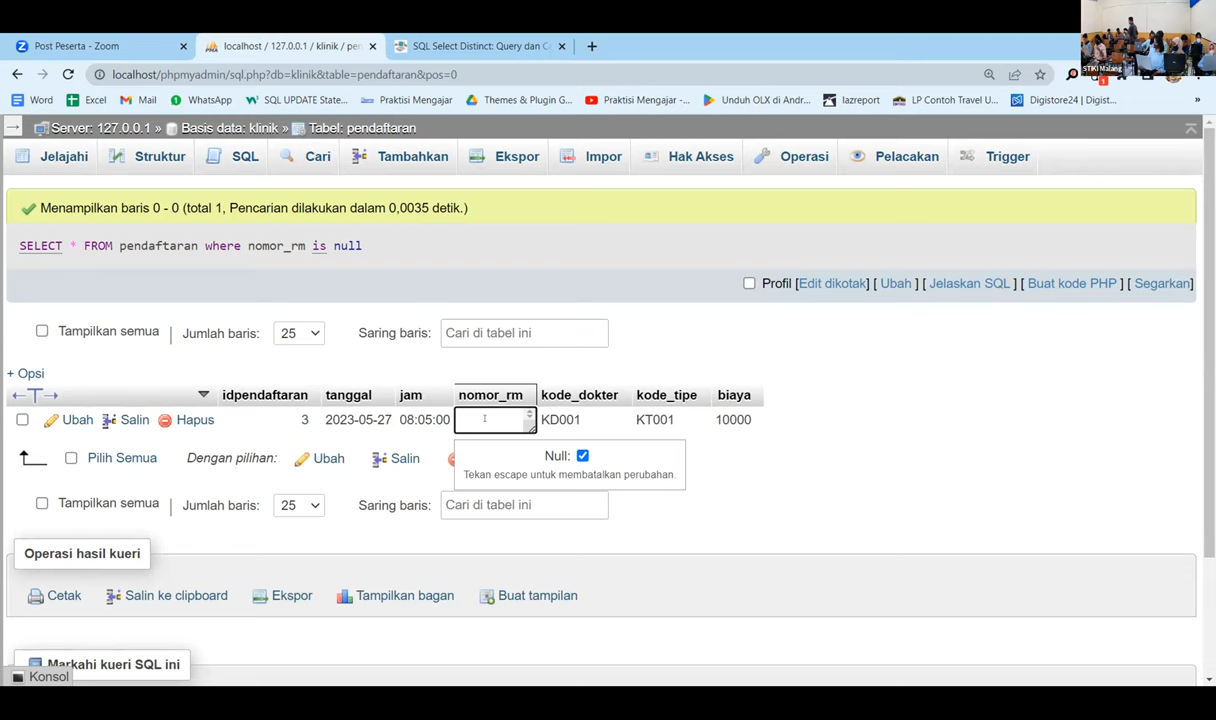 Post Peserta - Zoom
localhost / 127.0.0.1 / klinik / pen
SQL Select Distinct: Query dan C
STIKI Malang
localhost/phpmyadmin/sql.php?db=klinik&table=pendaftaran&pos=0
1
Word Excel Mail WhatsApp SQL UPDATE State... Praktisi Mengajar Themes & Plugin G... Praktisi Mengajar -... Unduh OLX di And... lazreport LP Contoh Travel U... Digistore24 | Digist... »
Server: 127.0.0.1 » Basis data: klinik » Tabel: pendaftaran
Jelajahi Struktur SQL Cari Tambahkan Ekspor Impor Hak Akses Operasi Pelacakan Trigger
Menampilkan baris 0 - 0 (total 1, Pencarian dilakukan dalam 0,0035 detik.)
SELECT * FROM pendaftaran where nomor_rm is null
Profil [Edit dikotak] [ Ubah ] [ Jelaskan SQL ] [ Buat kode PHP ] [ Segarkan]
Tampilkan semua | Jumlah baris: 25 Saring baris: Cari di tabel ini
+ Opsi
←T→ idpendaftaran tanggal jam nomor_rm kode_dokter kode_tipe biaya
Ubah Salin Hapus 3 2023-05-27 08:05:00 KD001 KT001 10000
Null:
Pilih Semua Dengan pilihan: Ubah Salin
Tekan escape untuk membatalkan perubahan.
Tampilkan semua Jumlah baris: 25 Saring baris: Cari di tabel ini
Operasi hasil kueri
Cetak Salin ke clipboard Ekspor Tampilkan bagan Buat tampilan
Markahi kueri SQL ini
Konsol